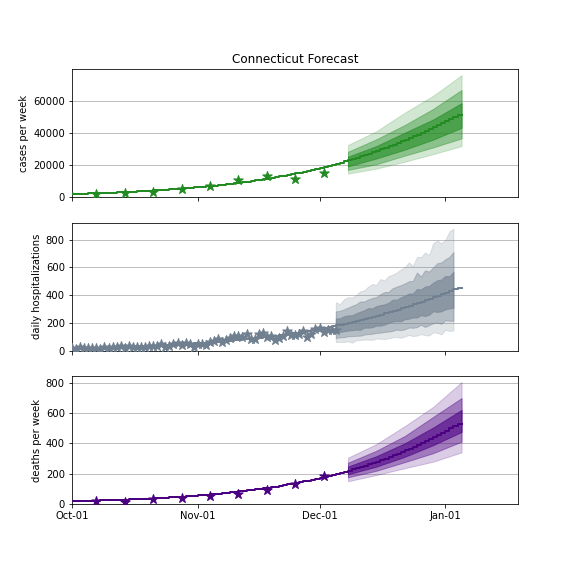 Connecticut Forecast
60000
40000
20000
0
cases per week
800
600
400
200
0
daily hospitalizations
800
600
400
200
0
deaths per week
Oct-01 Nov-01 Dec-01 Jan-01